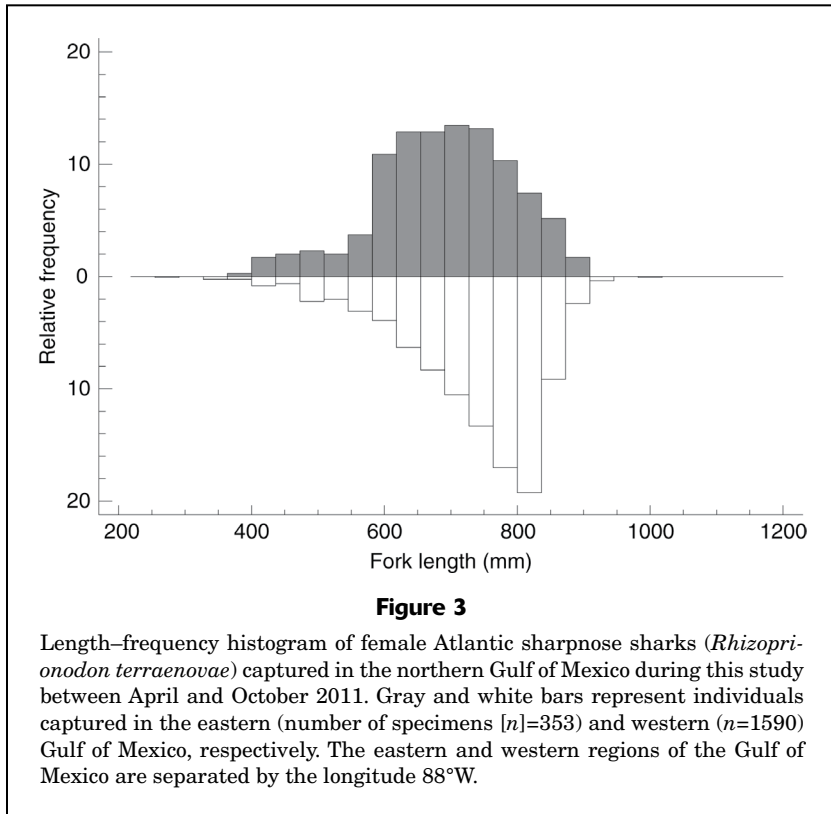 20
10
0
10
20
Relative frequency
200 400 600 800 1000 1200
Fork length (mm)
Figure 3
Length–frequency histogram of female Atlantic sharpnose sharks (Rhizopri-
onodon terraenovae) captured in the northern Gulf of Mexico during this study
between April and October 2011. Gray and white bars represent individuals
captured in the eastern (number of specimens [n]=353) and western (n=1590)
Gulf of Mexico, respectively. The eastern and western regions of the Gulf of
Mexico are separated by the longitude 88°W.